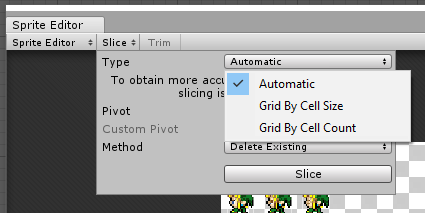 Sprite Editor
Sprite Editor Slice Trim
Type Automatic
To obtain more accu
slicing is
Automatic
Grid By Cell Size
Grid By Cell Count
Pivot
Custom Pivot
Method Delete Existing
Slice